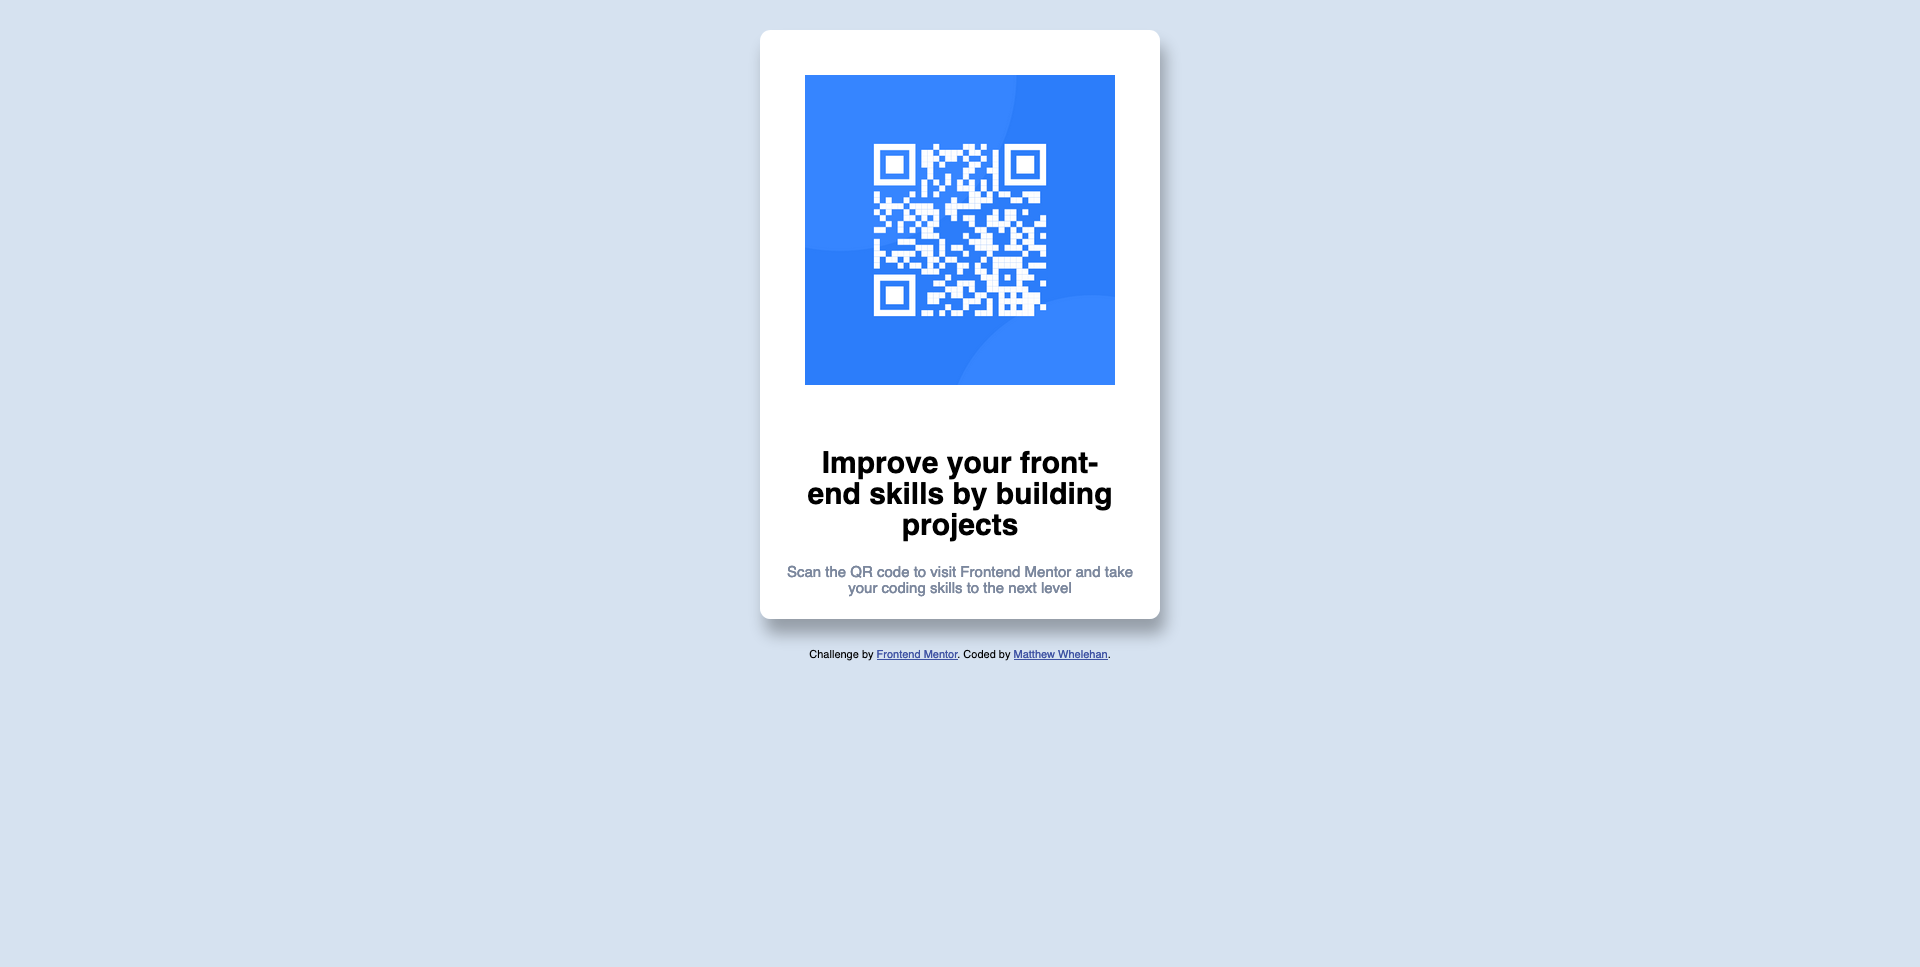 Improve your front-
end skills by building
projects
Scan the QR code to visit Frontend Mentor and take
your coding skills to the next level
Challenge by Frontend Mentor. Coded by Matthew Whelehan.